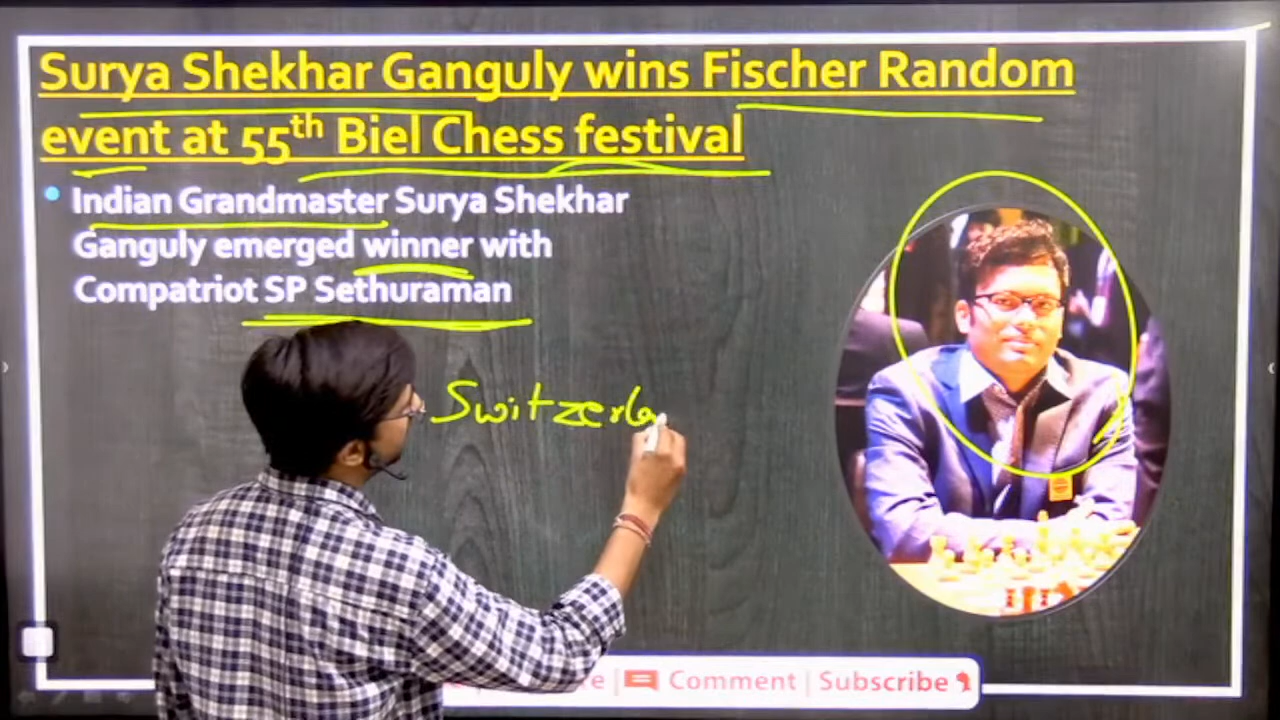 Surya Shekhar Ganguly wins Fischer Random
event at 55th Biel Chess festival
Indian Grandmaster Surya Shekhar
Ganguly emerged winner with
Compatriot SP Sethuraman
Switzerla
re | Comment | Subscribe